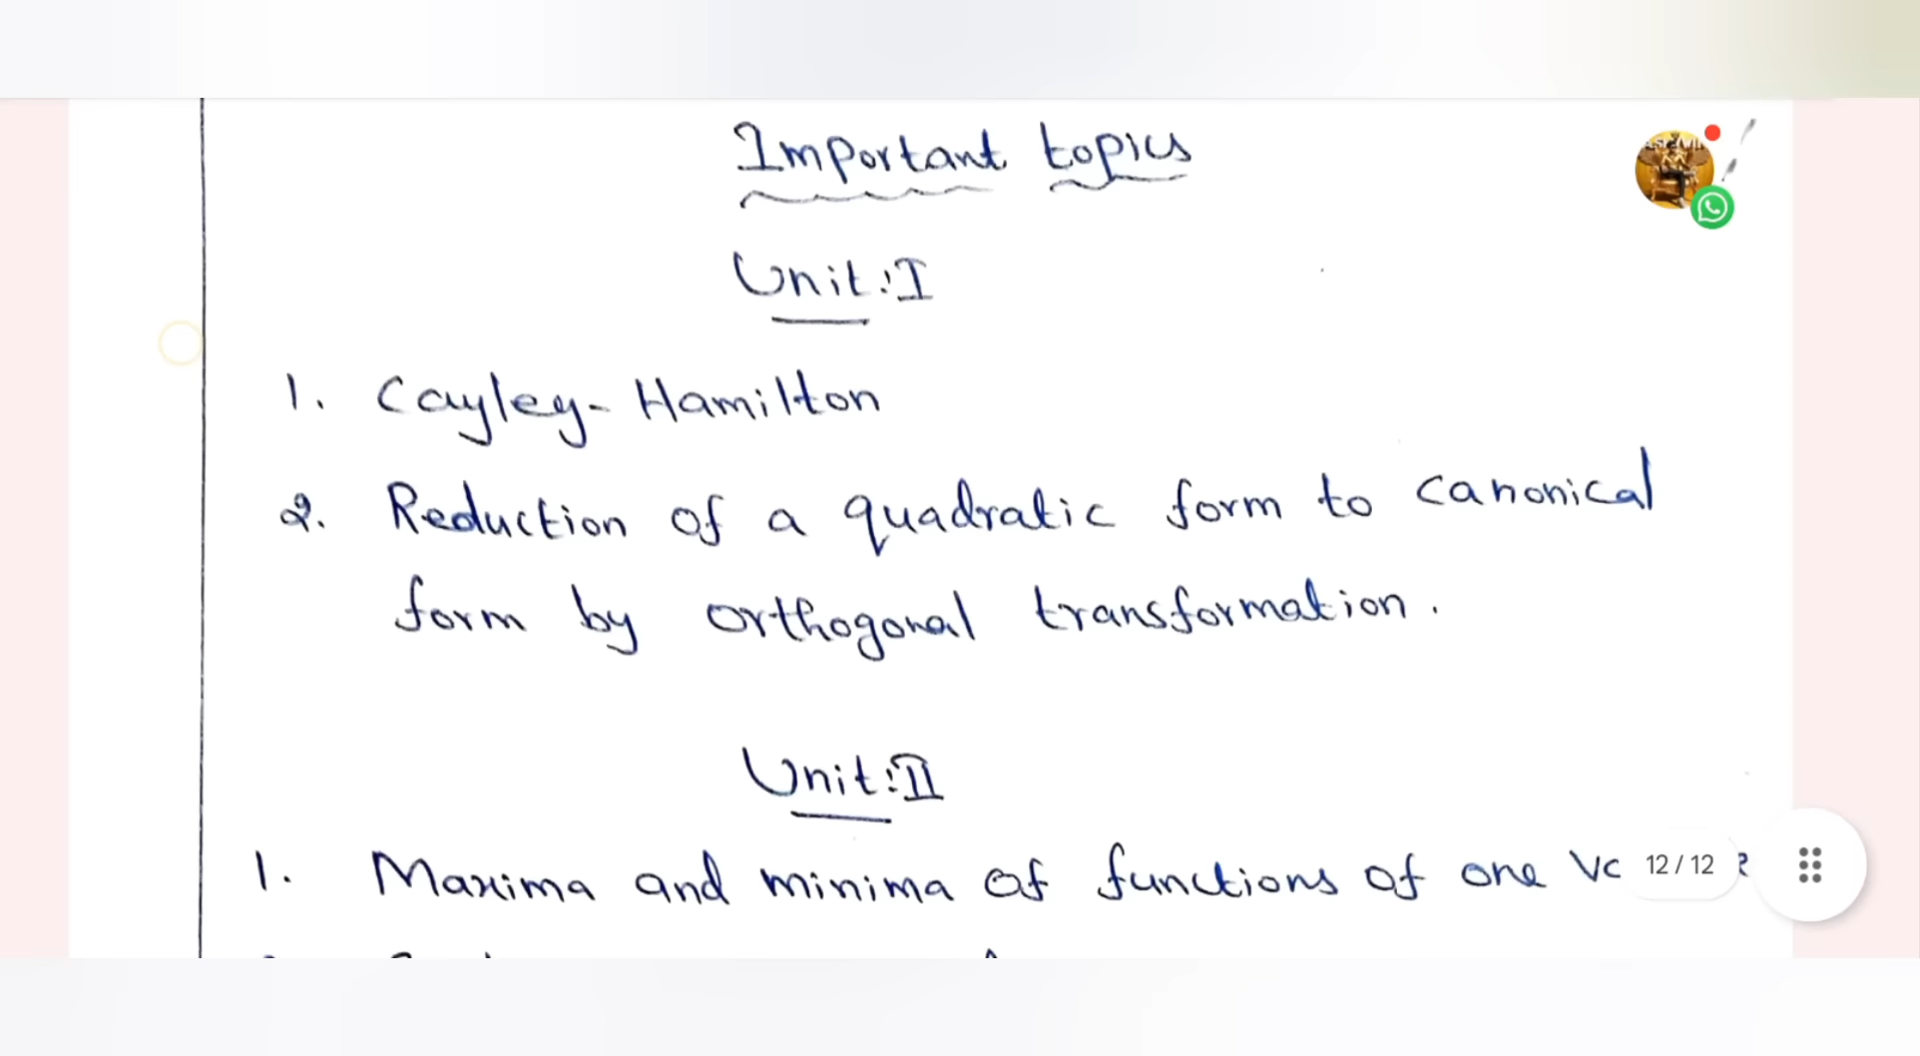 Important topics
Unit: I
1. Cayley-Hamilton
2. Reduction of a quadratic form to canonical
form by orthogonal transformation.
Unit: II
1. Maxima and minima of functions of one
12/12